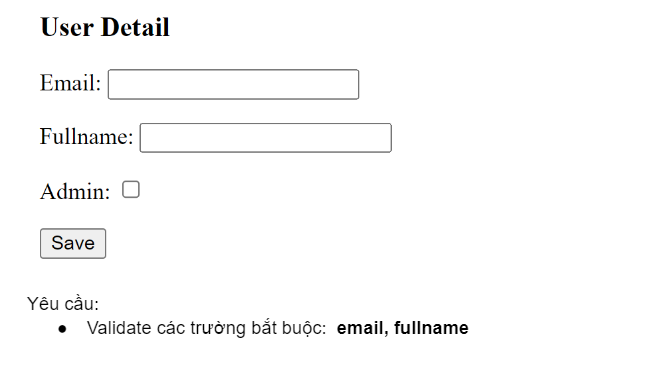 User Detail
Email:
Fullname:
Admin:
Save
Yêu cầu:
● Validate các trường bắt buộc: email, fullname